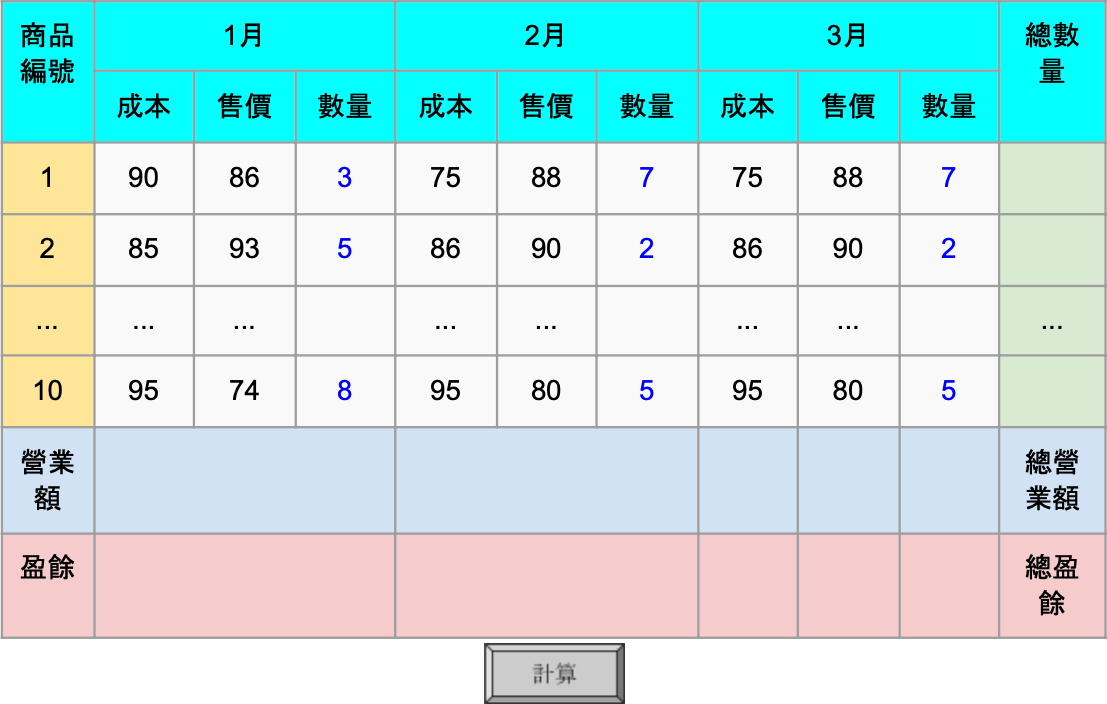 商品編號 1月 2月 3月 總數量
成本 售價 數量 成本 售價 數量 成本 售價 數量
1 90 86 3 75 88 7 75 88 7
2 85 93 5 86 90 2 86 90 2
... ... ... ... ... ... ... ...
10 95 74 8 95 80 5 95 80 5
營業額 總營業額
盈餘 總盈餘
計算